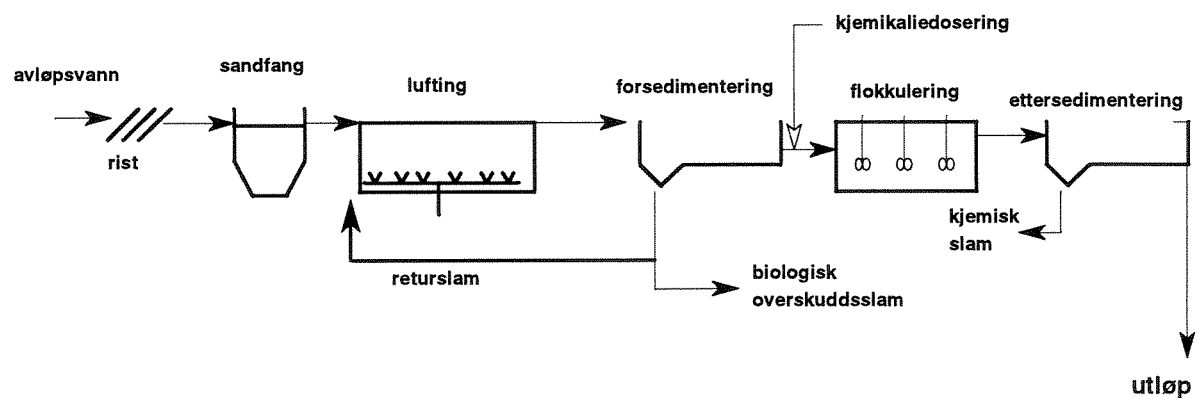 avløpsvann
rist
sandfang
lufting
returslam
forsedimentering
kjemikaliedosering
flokkulering
ettersedimentering
kjemisk
slam
biologisk
overskuddsslam
utløp